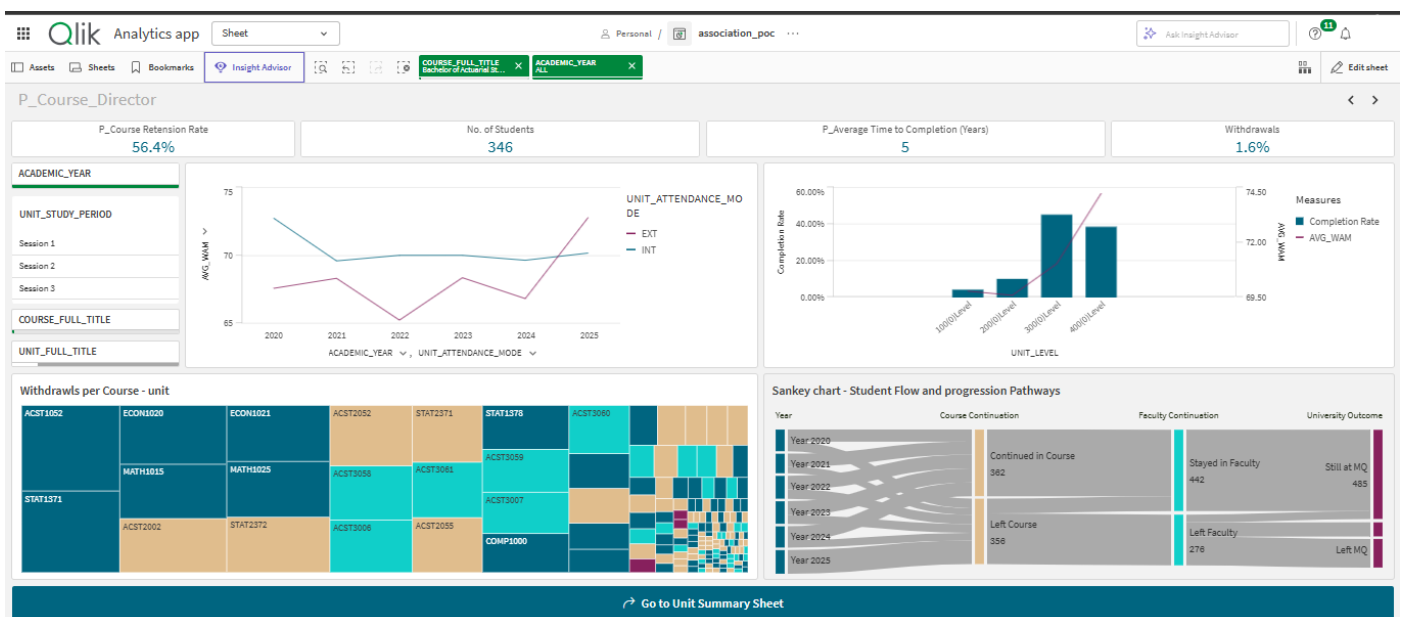 Qlik Analytics app Sheet Personal / association_poc ··· Ask Insight Advisor 11
Assets Sheets Bookmarks Insight Advisor COURSE_FULL_TITLE Bachelor of Actuarial St... ACADEMIC_YEAR ALL Edit sheet
P_Course_Director
P_Course Retension Rate
56.4%
No. of Students
346
P_Average Time to Completion (Years)
5
Withdrawals
1.6%
ACADEMIC_YEAR
UNIT_STUDY_PERIOD
Session 1
Session 2
Session 3
COURSE_FULL_TITLE
UNIT_FULL_TITLE
AVG_WAM
75
70
65
2020 2021 2022 2023 2024 2025
ACADEMIC_YEAR , UNIT_ATTENDANCE_MODE
UNIT_ATTENDANCE_MO
DE
EXT
INT
Completion Rate
60.00%
40.00%
20.00%
0.00%
100(0)Level 200(0)Level 300(0)Level 400(0)Level
UNIT_LEVEL
74.50
72.00
69.50
AVG_WAM
Measures
Completion Rate
AVG_WAM
Withdrawls per Course - unit
ACST1052 ECON1020 ECON1021 ACST2052 STAT2371 STAT1378 ACST3060
ACST3059
MATH1015 MATH1025 ACST3058 ACST3061
STAT1371 ACST3007
ACST2002 STAT2372 ACST3006 ACST2055
COMP1000
Sankey chart - Student Flow and progression Pathways
Year Course Continuation Faculty Continuation University Outcome
Year 2020
Year 2021
Year 2022
Year 2023
Year 2024
Year 2025
Continued in Course
362
Left Course
356
Stayed in Faculty
442
Left Faculty
276
Still at MQ
485
Left MQ
Go to Unit Summary Sheet